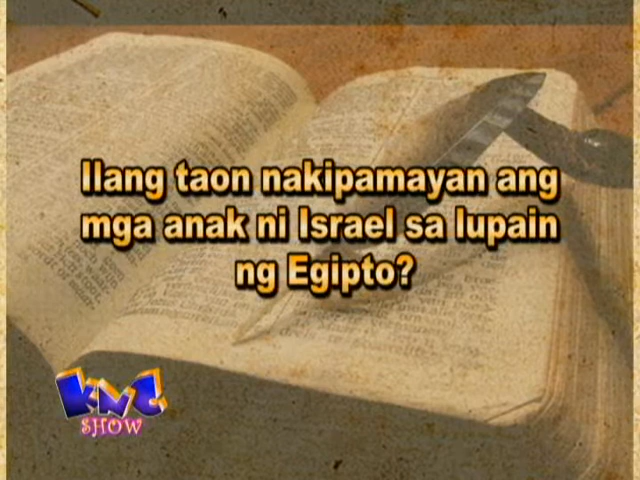 Ilang taon nakipamayan ang
mga anak ni Israel sa lupain
ng Egipto?
KNC
SHOW